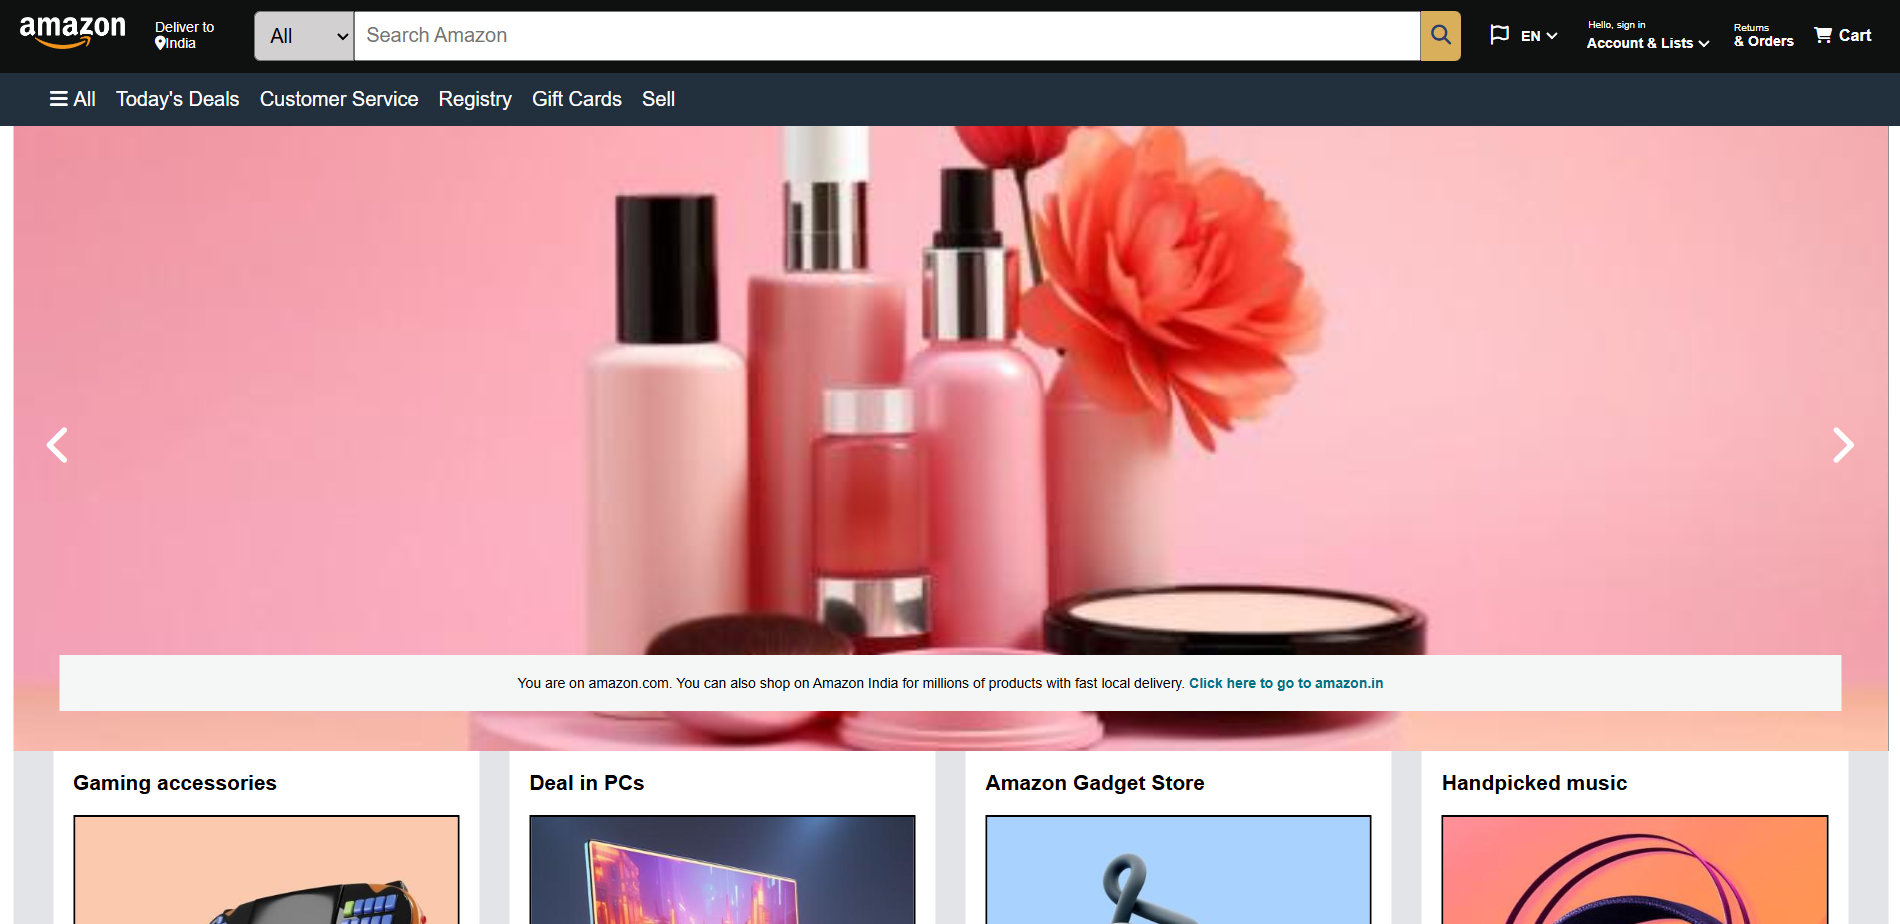 amazon
Deliver to
India
All
Search Amazon
EN
Hello, sign in
Account & Lists
Returns
& Orders
Cart
All
Today's Deals
Customer Service
Registry
Gift Cards
Sell
You are on amazon.com. You can also shop on Amazon India for millions of products with fast local delivery. Click here to go to amazon.in
Gaming accessories
Deal in PCs
Amazon Gadget Store
Handpicked music